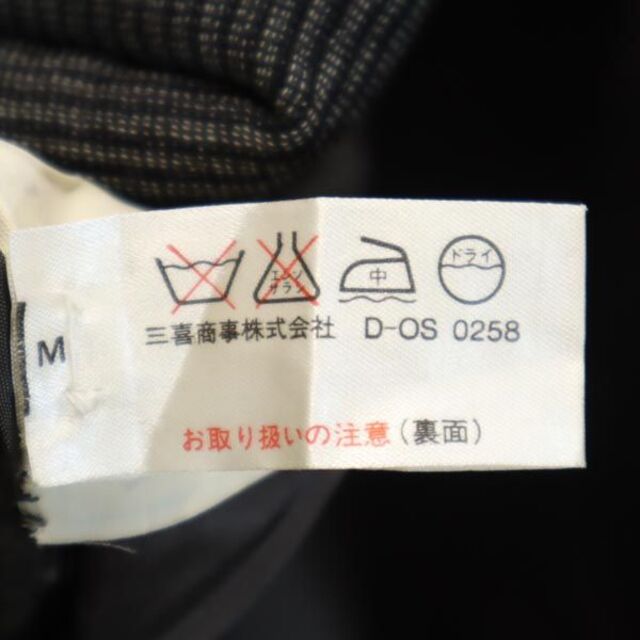 M
エンソ
サラシ
中
ドライ
三喜商事株式会社 D-OS 0258
お取り扱いの注意(裏面)